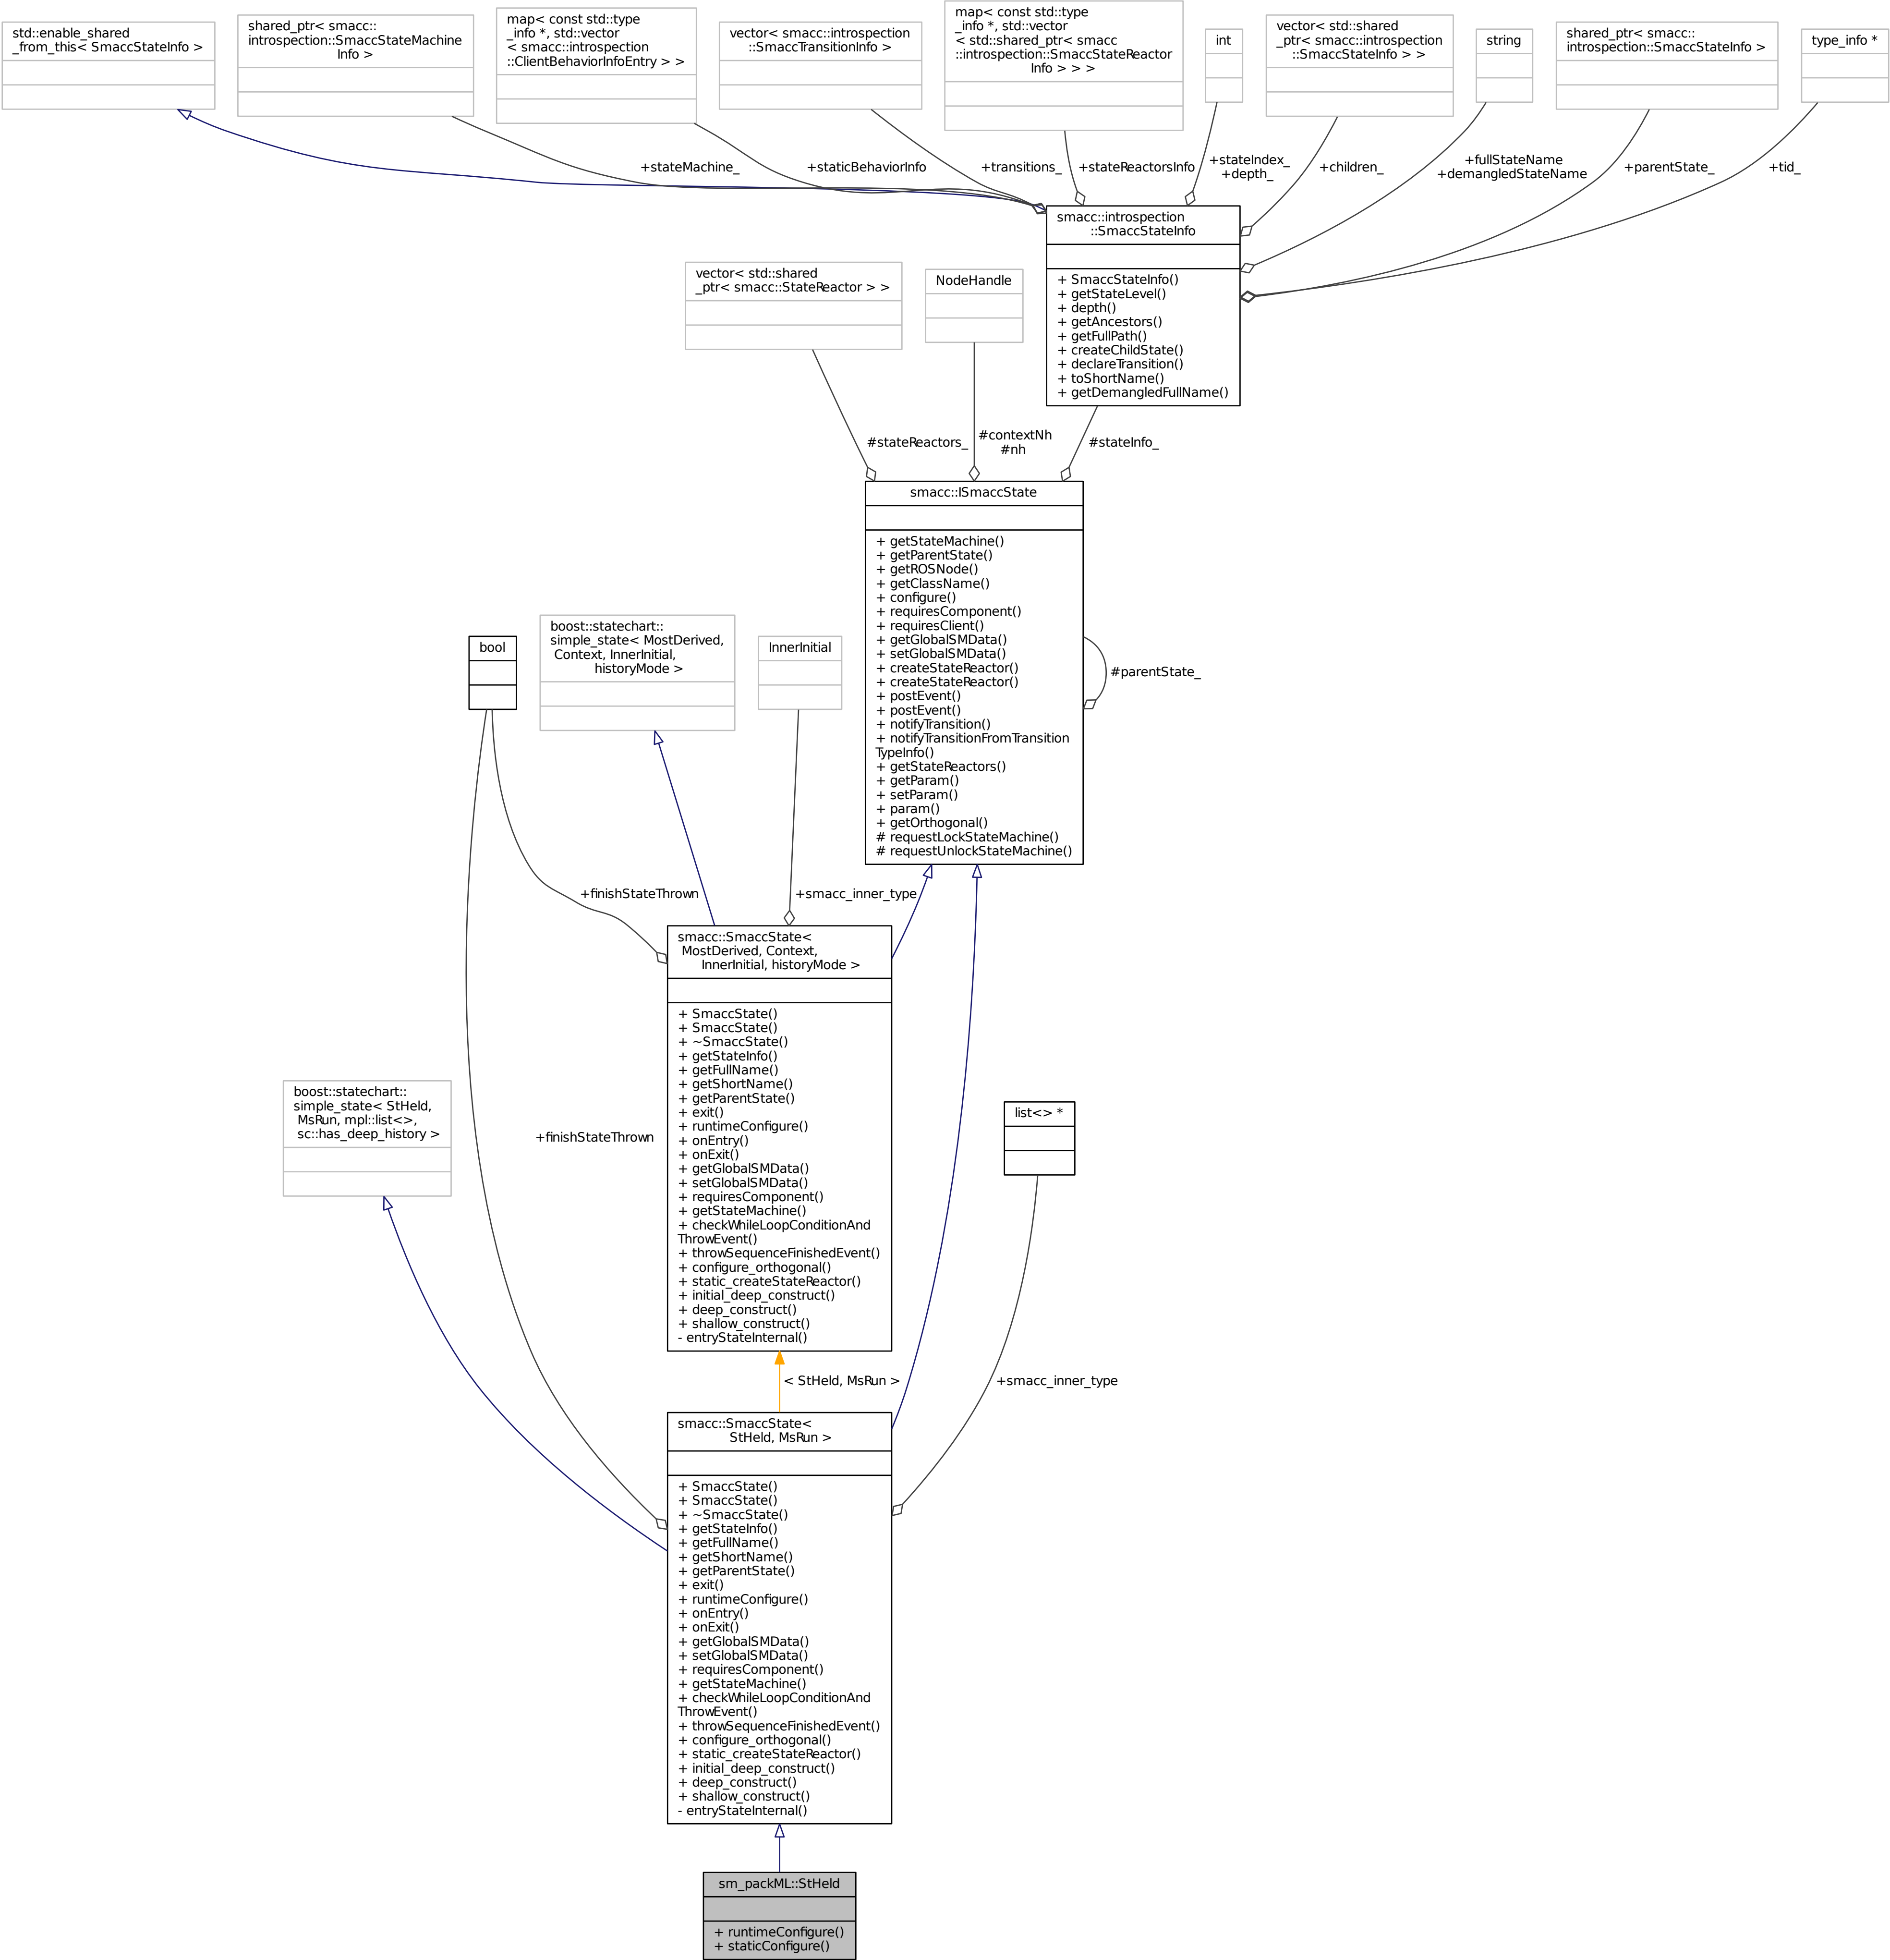 std::enable_shared
_from_this< SmaccStateInfo >
shared_ptr< smacc::
introspection::SmaccStateMachine
Info >
map< const std::type
_info *, std::vector
< smacc::introspection
::ClientBehaviorInfoEntry > >
vector< smacc::introspection
::SmaccTransitionInfo >
map< const std::type
_info *, std::vector
< std::shared_ptr< smacc
::introspection::SmaccStateReactor
Info > > >
int
vector< std::shared
_ptr< smacc::introspection
::SmaccStateInfo > >
string
shared_ptr< smacc::
introspection::SmaccStateInfo >
type_info *
+stateMachine_
+staticBehaviorInfo
+transitions_
+stateReactorsInfo
+stateIndex_
+depth_
+children_
+fullStateName
+demangledStateName
+parentState_
+tid_
smacc::introspection
::SmaccStateInfo
+ SmaccStateInfo()
+ getStateLevel()
+ depth()
+ getAncestors()
+ getFullPath()
+ createChildState()
+ declareTransition()
+ toShortName()
+ getDemangledFullName()
vector< std::shared
_ptr< smacc::StateReactor > >
NodeHandle
#stateReactors_
#contextNh
#nh
#stateInfo_
smacc::ISmaccState
+ getStateMachine()
+ getParentState()
+ getROSNode()
+ getClassName()
+ configure()
+ requiresComponent()
+ requiresClient()
+ getGlobalSMData()
+ setGlobalSMData()
+ createStateReactor()
+ createStateReactor()
+ postEvent()
+ postEvent()
+ notifyTransition()
+ notifyTransitionFromTransition
TypeInfo()
+ getStateReactors()
+ getParam()
+ setParam()
+ param()
+ getOrthogonal()
# requestLockStateMachine()
# requestUnlockStateMachine()
#parentState_
bool
boost::statechart::
simple_state< MostDerived,
Context, InnerInitial,
historyMode >
InnerInitial
+finishStateThrown
+smacc_inner_type
smacc::SmaccState<
MostDerived, Context,
InnerInitial, historyMode >
+ SmaccState()
+ SmaccState()
+ ~SmaccState()
+ getStateInfo()
+ getFullName()
+ getShortName()
+ getParentState()
+ exit()
+ runtimeConfigure()
+ onEntry()
+ onExit()
+ getGlobalSMData()
+ setGlobalSMData()
+ requiresComponent()
+ getStateMachine()
+ checkWhileLoopConditionAnd
ThrowEvent()
+ throwSequenceFinishedEvent()
+ configure_orthogonal()
+ static_createStateReactor()
+ initial_deep_construct()
+ deep_construct()
+ shallow_construct()
- entryStateInternal()
boost::statechart::
simple_state< StHeld,
MsRun, mpl::list<>,
sc::has_deep_history >
+finishStateThrown
list<> *
< StHeld, MsRun >
+smacc_inner_type
smacc::SmaccState<
StHeld, MsRun >
+ SmaccState()
+ SmaccState()
+ ~SmaccState()
+ getStateInfo()
+ getFullName()
+ getShortName()
+ getParentState()
+ exit()
+ runtimeConfigure()
+ onEntry()
+ onExit()
+ getGlobalSMData()
+ setGlobalSMData()
+ requiresComponent()
+ getStateMachine()
+ checkWhileLoopConditionAnd
ThrowEvent()
+ throwSequenceFinishedEvent()
+ configure_orthogonal()
+ static_createStateReactor()
+ initial_deep_construct()
+ deep_construct()
+ shallow_construct()
- entryStateInternal()
sm_packML::StHeld
+ runtimeConfigure()
+ staticConfigure()